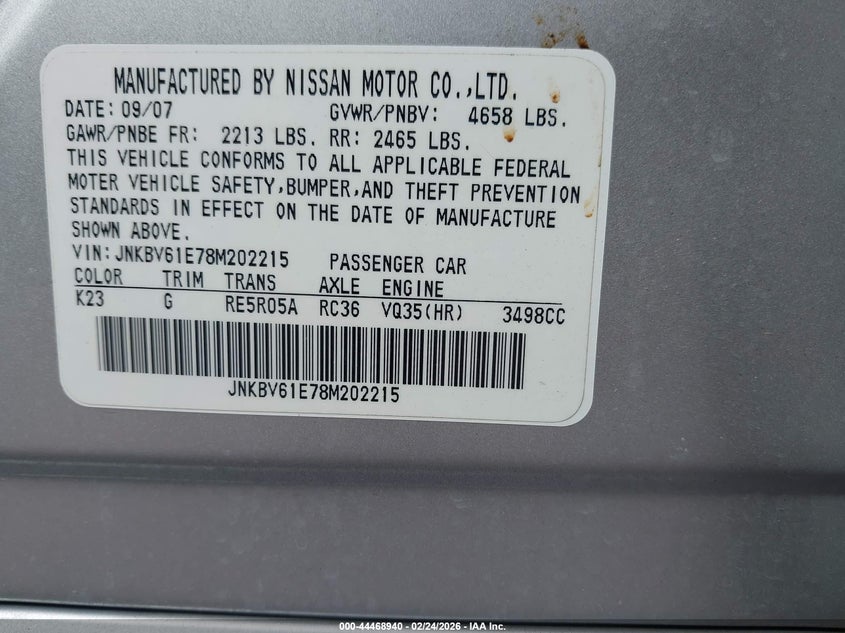 MANUFACTURED BY NISSAN MOTOR CO.,LTD.
DATE: 09/07 GVWR/PNBV: 4658 LBS.
GAWR/PNBE FR: 2213 LBS. RR: 2465 LBS.
THIS VEHICLE CONFORMS TO ALL APPLICABLE FEDERAL
MOTER VEHICLE SAFETY,BUMPER,AND THEFT PREVENTION
STANDARDS IN EFFECT ON THE DATE OF MANUFACTURE
SHOWN ABOVE.
VIN: JNKBV61E78M202215 PASSENGER CAR
COLOR TRIM TRANS AXLE ENGINE
K23 G RE5R05A RC36 VQ35(HR) 3498CC
JNKBV61E78M202215
000-44468940 - 02/24/2026 - IAA Inc.